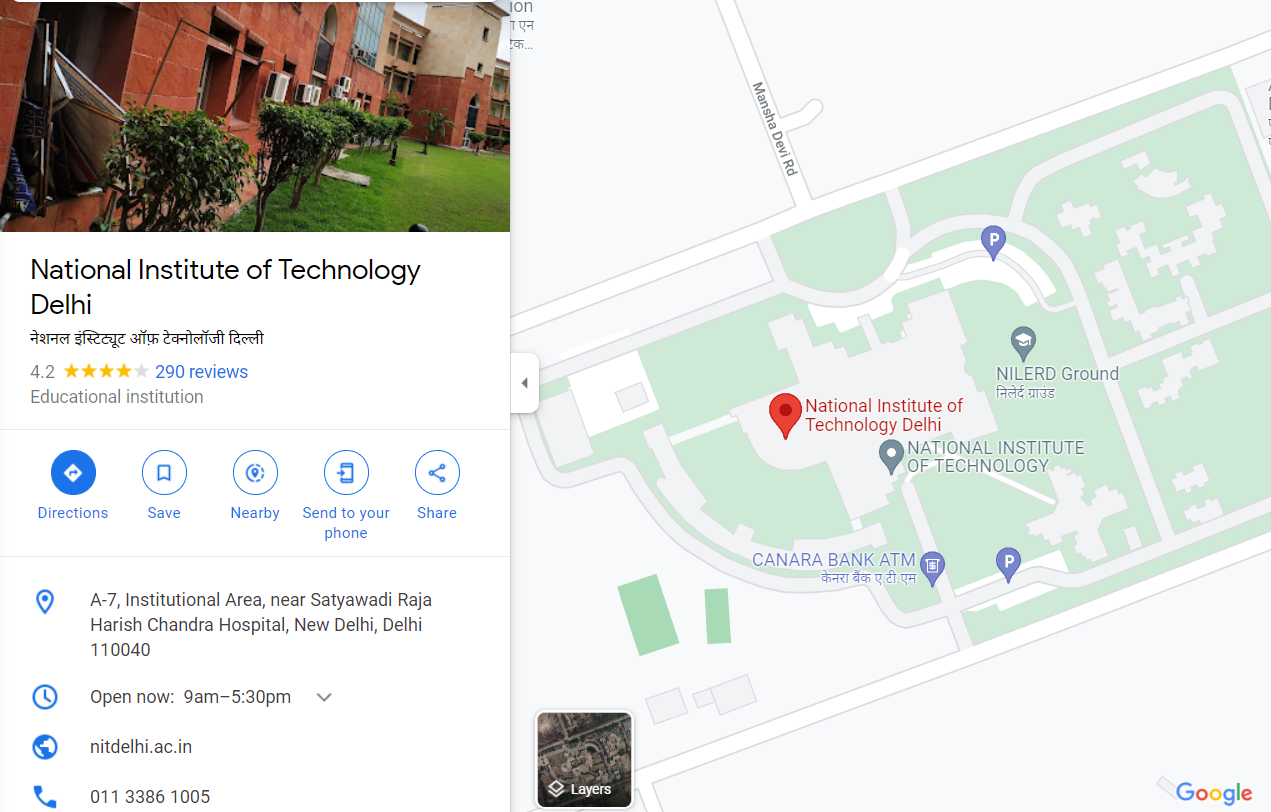 National Institute of Technology
Delhi
नेशनल इंस्टिट्यूट ऑफ़ टेक्नोलॉजी दिल्ली
4.2 290 reviews
Educational institution
Directions
Save
Nearby
Send to your
phone
Share
A-7, Institutional Area, near Satyawadi Raja
Harish Chandra Hospital, New Delhi, Delhi
110040
Open now: 9am–5:30pm
nitdelhi.ac.in
011 3386 1005
Mansha Devi Rd
P
NILERD Ground
निलेर्द ग्राउंड
National Institute of
Technology Delhi
NATIONAL INSTITUTE
OF TECHNOLOGY
CANARA BANK ATM
केनरा बैंक ए.टी.एम
P
Layers
Google